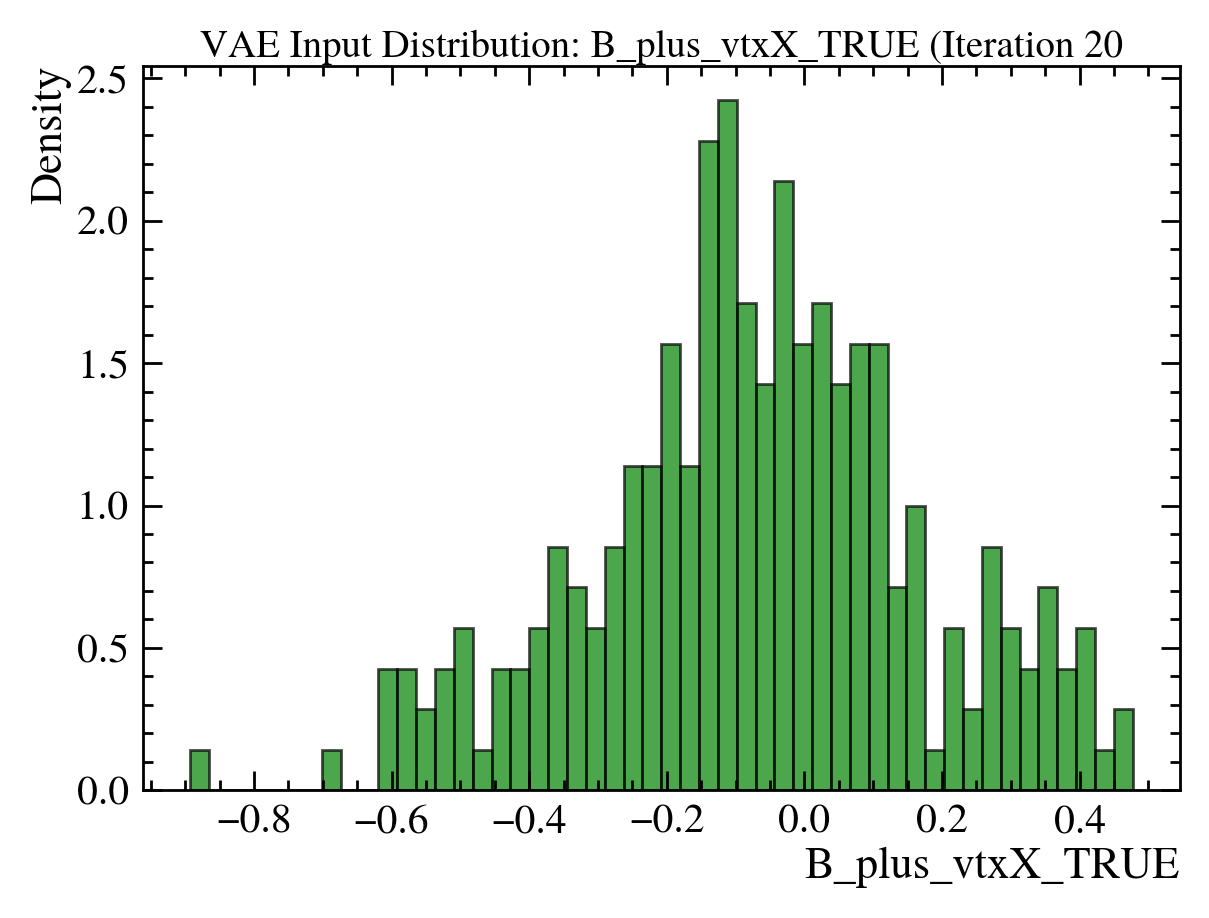 VAE Input Distribution: B_plus_vtxX_TRUE (Iteration 20
Density
2.5
2.0
1.5
1.0
0.5
0.0
−0.8 −0.6 −0.4 −0.2 0.0 0.2 0.4
B_plus_vtxX_TRUE